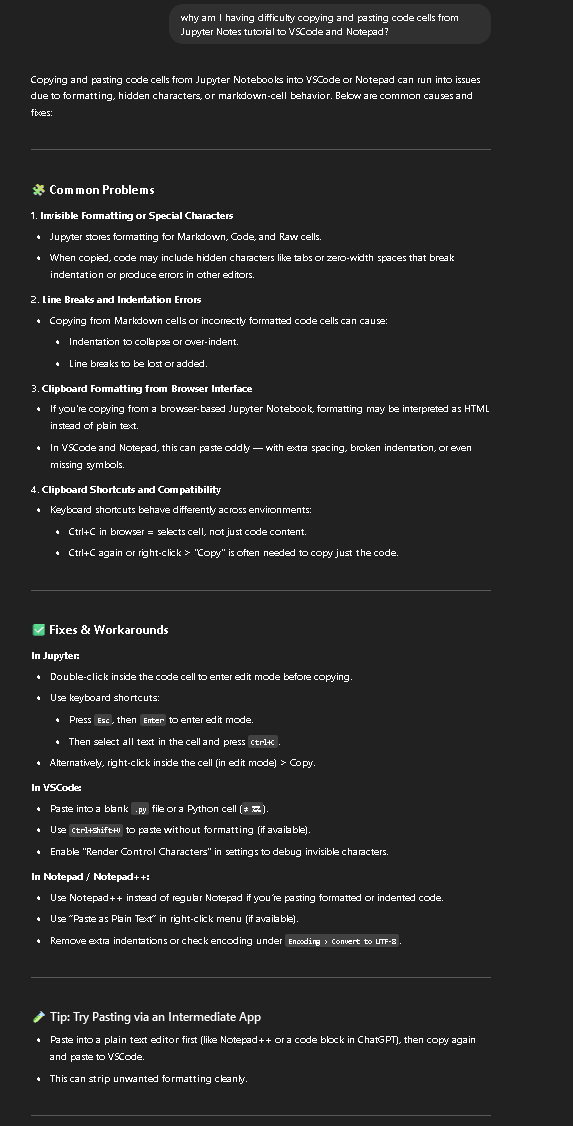 why am I having difficulty copying and pasting code cells from
Jupyter Notes tutorial to VSCode and Notepad?
Copying and pasting code cells from Jupyter Notebooks into VSCode or Notepad can run into issues
due to formatting, hidden characters, or markdown-cell behavior. Below are common causes and
fixes:
🧩 Common Problems
1. Invisible Formatting or Special Characters
• Jupyter stores formatting for Markdown, Code, and Raw cells.
• When copied, code may include hidden characters like tabs or zero-width spaces that break
indentation or produce errors in other editors.
2. Line Breaks and Indentation Errors
• Copying from Markdown cells or incorrectly formatted code cells can cause:
• Indentation to collapse or over-indent.
• Line breaks to be lost or added.
3. Clipboard Formatting from Browser Interface
• If you're copying from a browser-based Jupyter Notebook, formatting may be interpreted as HTML
instead of plain text.
• In VSCode and Notepad, this can paste oddly — with extra spacing, broken indentation, or even
missing symbols.
4. Clipboard Shortcuts and Compatibility
• Keyboard shortcuts behave differently across environments:
• Ctrl+C in browser = selects cell, not just code content.
• Ctrl+C again or right-click > "Copy" is often needed to copy just the code.
✅ Fixes & Workarounds
In Jupyter:
• Double-click inside the code cell to enter edit mode before copying.
• Use keyboard shortcuts:
• Press Esc, then Enter to enter edit mode.
• Then select all text in the cell and press Ctrl+C.
• Alternatively, right-click inside the cell (in edit mode) > Copy.
In VSCode:
• Paste into a blank .py file or a Python cell (# %%).
• Use Ctrl+Shift+V to paste without formatting (if available).
• Enable "Render Control Characters" in settings to debug invisible characters.
In Notepad / Notepad++:
• Use Notepad++ instead of regular Notepad if you're pasting formatted or indented code.
• Use "Paste as Plain Text" in right-click menu (if available).
• Remove extra indentations or check encoding under Encoding > Convert to UTF-8.
🧪 Tip: Try Pasting via an Intermediate App
• Paste into a plain text editor first (like Notepad++ or a code block in ChatGPT), then copy again
and paste to VSCode.
• This can strip unwanted formatting cleanly.